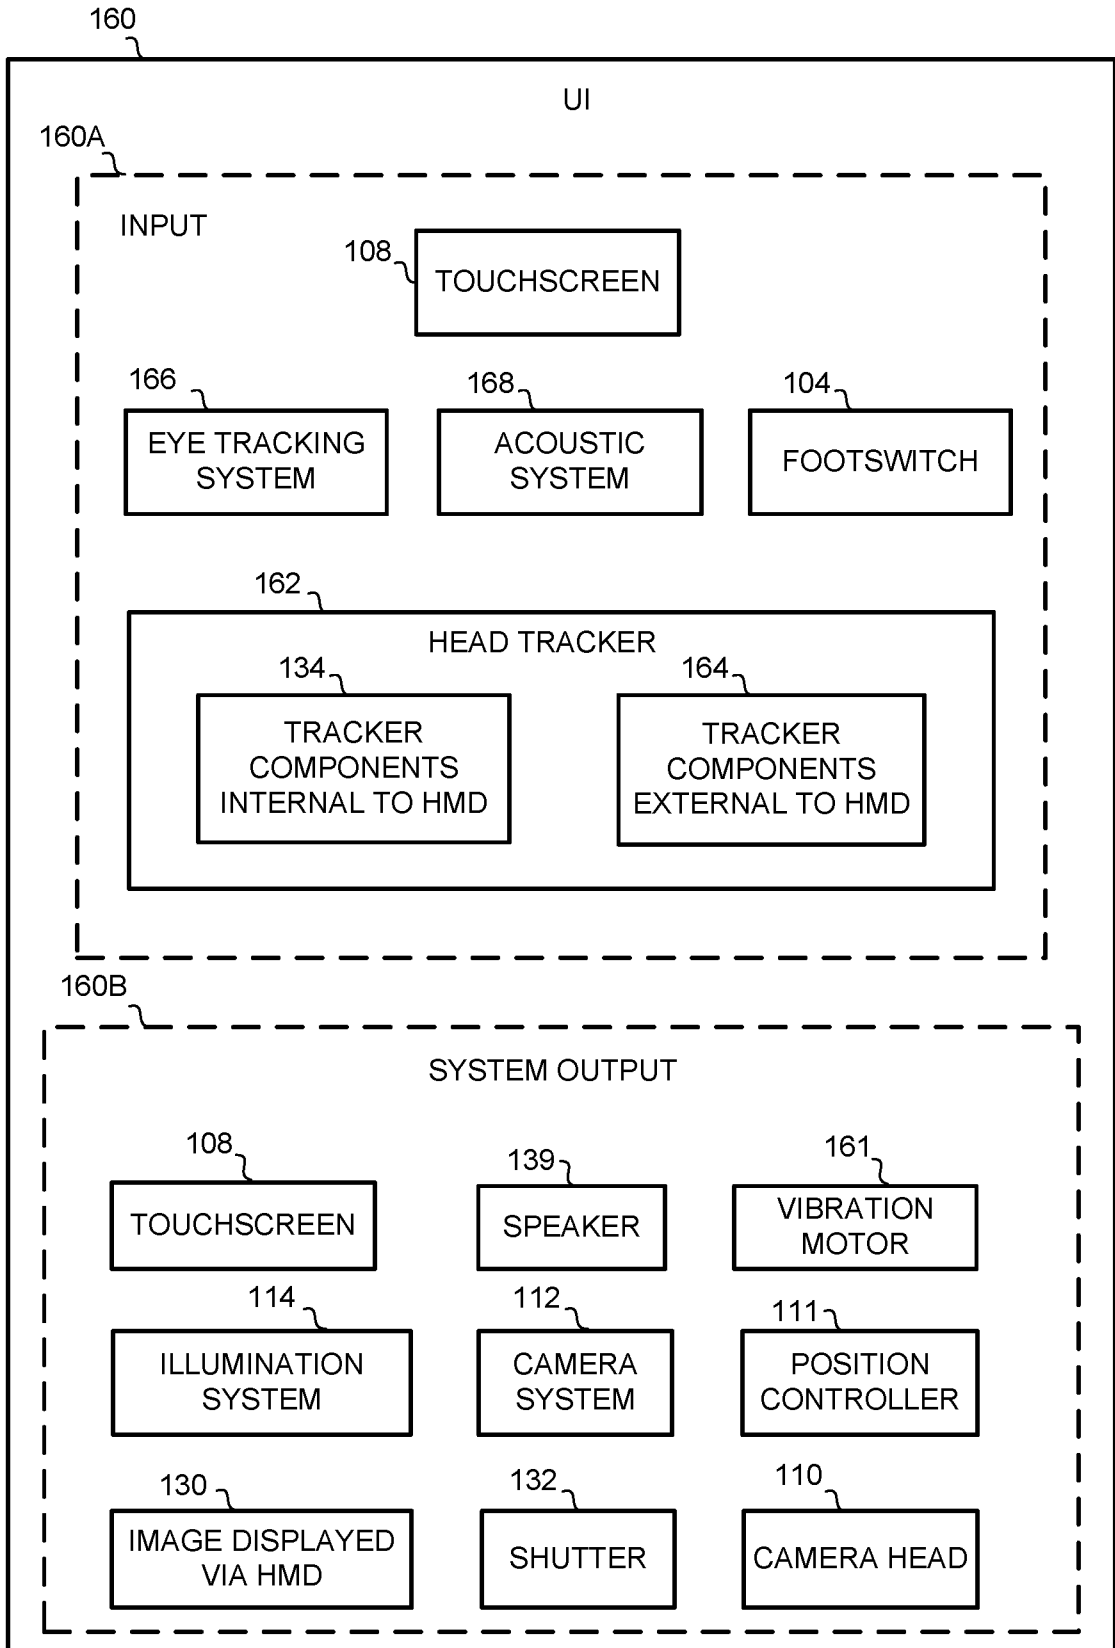 160
UI
160A
INPUT
108
TOUCHSCREEN
166
168
104
EYE TRACKING
SYSTEM
ACOUSTIC
SYSTEM
FOOTSWITCH
162
HEAD TRACKER
134
164
TRACKER
COMPONENTS
INTERNAL TO HMD
TRACKER
COMPONENTS
EXTERNAL TO HMD
160B
SYSTEM OUTPUT
108
139
161
TOUCHSCREEN
SPEAKER
VIBRATION
MOTOR
114
112
111
ILLUMINATION
SYSTEM
CAMERA
SYSTEM
POSITION
CONTROLLER
130
132
110
IMAGE DISPLAYED
VIA HMD
SHUTTER
CAMERA HEAD